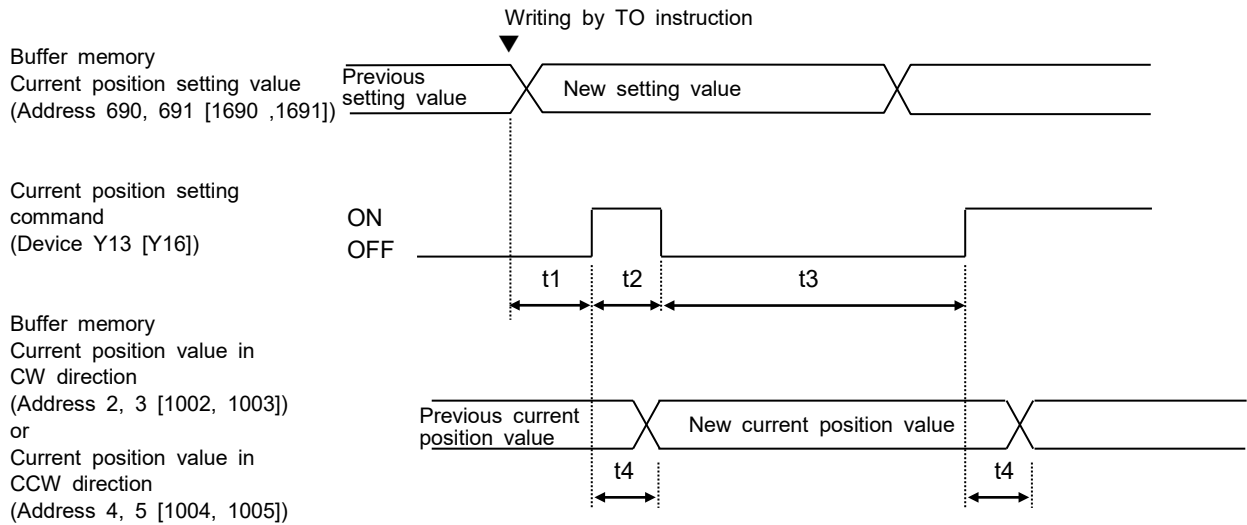 Writing by TO instruction
Buffer memory
Current position setting value
(Address 690, 691 [1690 ,1691])
Previous
setting value
New setting value
Current position setting
command
(Device Y13 [Y16])
ON
OFF
t1
t2
t3
Buffer memory
Current position value in
CW direction
(Address 2, 3 [1002, 1003])
or
Current position value in
CCW direction
(Address 4, 5 [1004, 1005])
Previous current
position value
New current position value
t4
t4